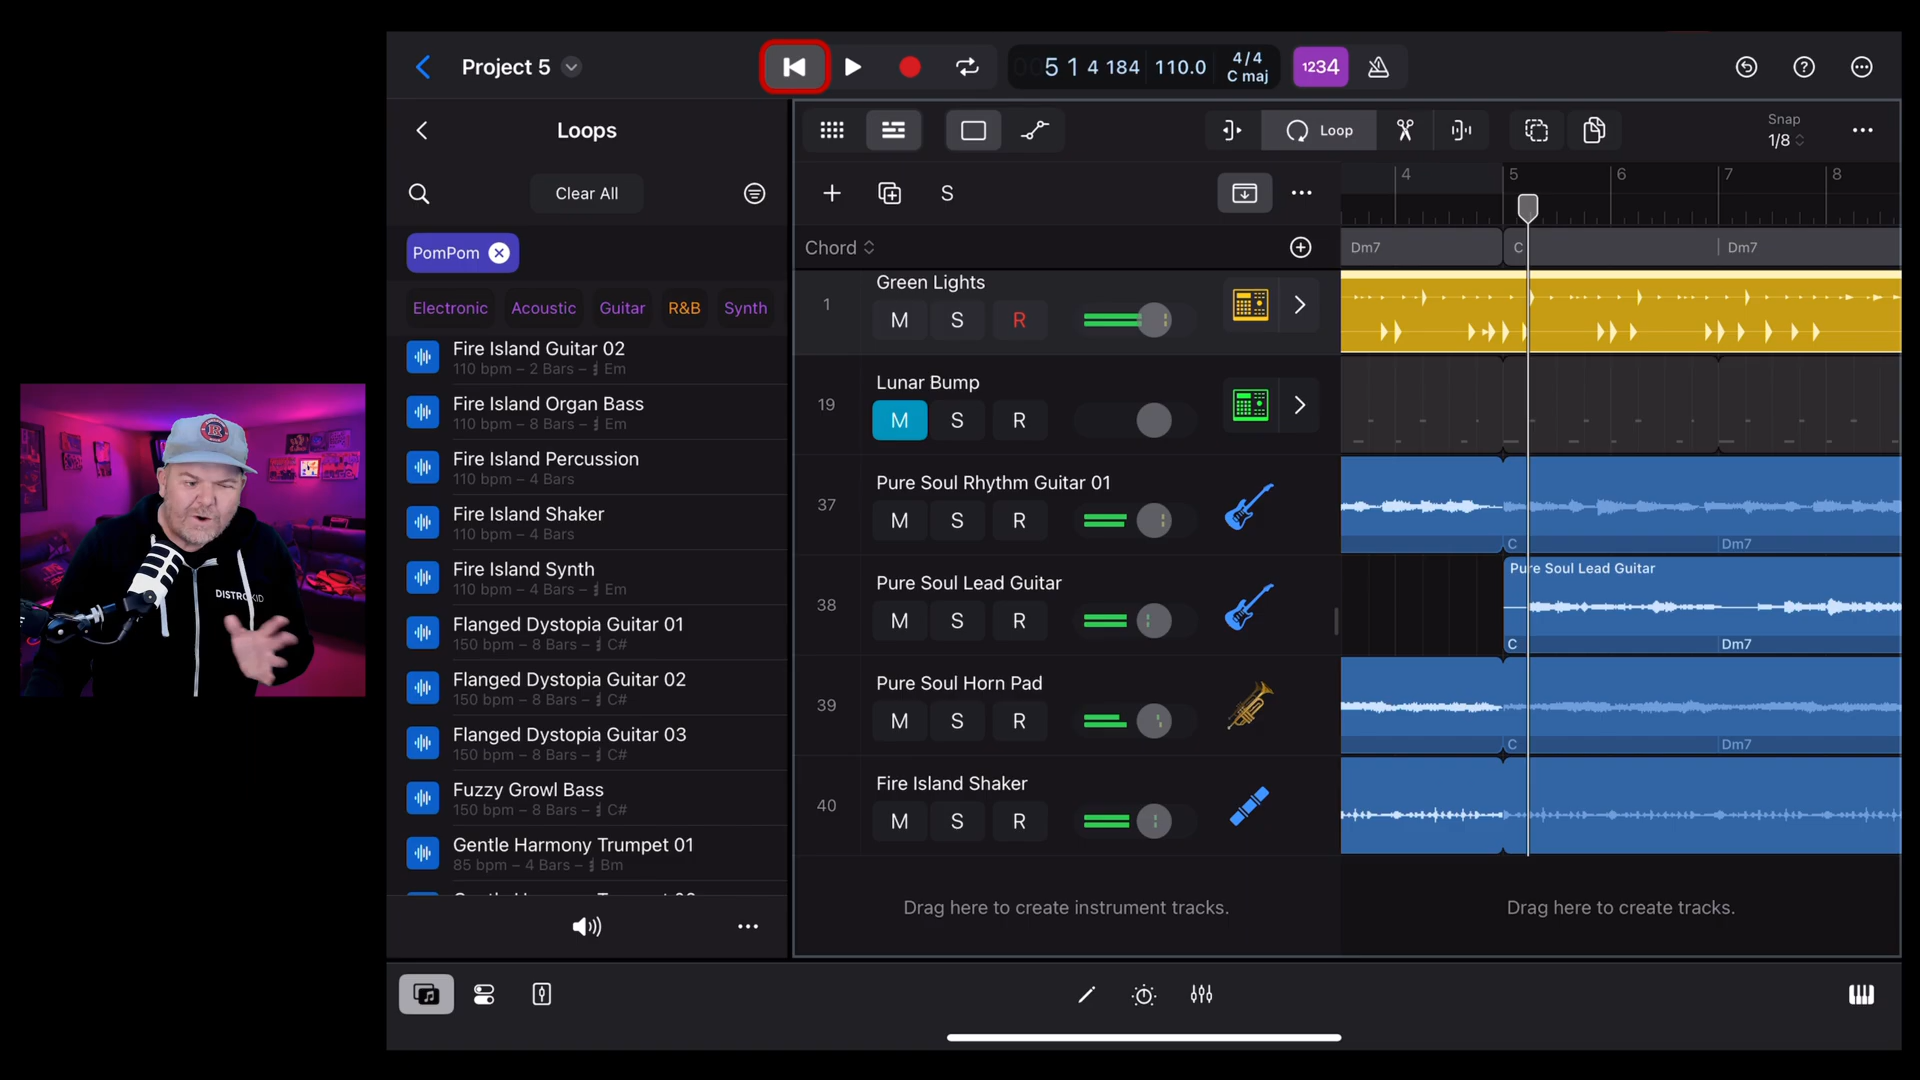 Project 5
5 1 4 184
110.0
4/4
C maj
1234
Loops
Clear All
PomPom
Electronic
Acoustic
Guitar
R&B
Synth
Fire Island Guitar 02
110 bpm – 2 Bars – Em
Fire Island Organ Bass
110 bpm – 8 Bars – Em
Fire Island Percussion
110 bpm – 4 Bars
Fire Island Shaker
110 bpm – 4 Bars
Fire Island Synth
110 bpm – 4 Bars – Em
Flanged Dystopia Guitar 01
150 bpm – 8 Bars – C#
Flanged Dystopia Guitar 02
150 bpm – 8 Bars – C#
Flanged Dystopia Guitar 03
150 bpm – 8 Bars – C#
Fuzzy Growl Bass
150 bpm – 8 Bars – C#
Gentle Harmony Trumpet 01
85 bpm – 4 Bars – Bm
Loop
Snap
1/8
S
4
5
6
7
8
Chord
Dm7
C
Dm7
1
Green Lights
M S R
19
Lunar Bump
M S R
37
Pure Soul Rhythm Guitar 01
M S R
C
Dm7
38
Pure Soul Lead Guitar
M S R
Pure Soul Lead Guitar
C
Dm7
39
Pure Soul Horn Pad
M S R
C
Dm7
40
Fire Island Shaker
M S R
Drag here to create instrument tracks.
Drag here to create tracks.
DISTROKID
R